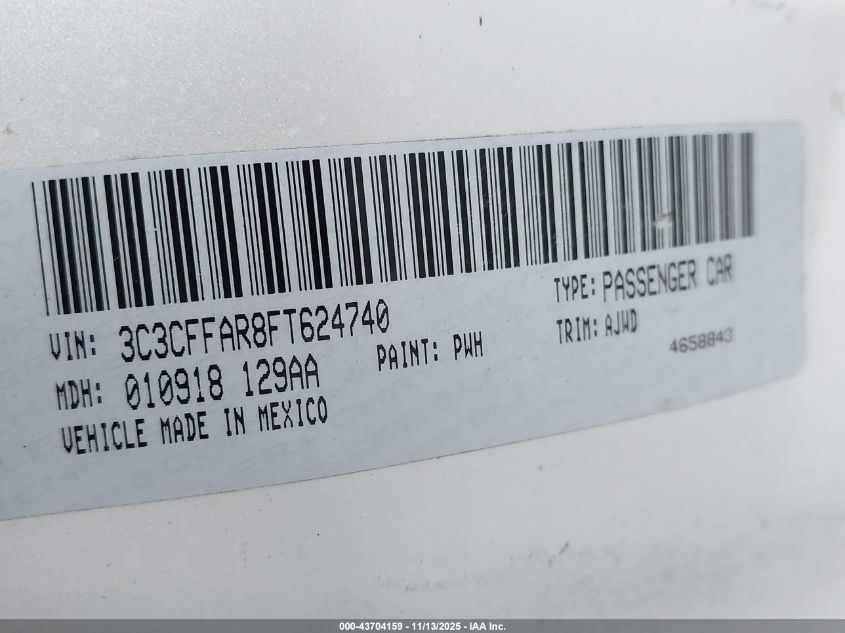 VIN: 3C3CFFAR8FT624740
TYPE: PASSENGER CAR
MDH: 010918 129AA
PAINT: PWH
TRIM: AJWD
4658843
VEHICLE MADE IN MEXICO
000-43704159 - 11/13/2025 - IAA Inc.